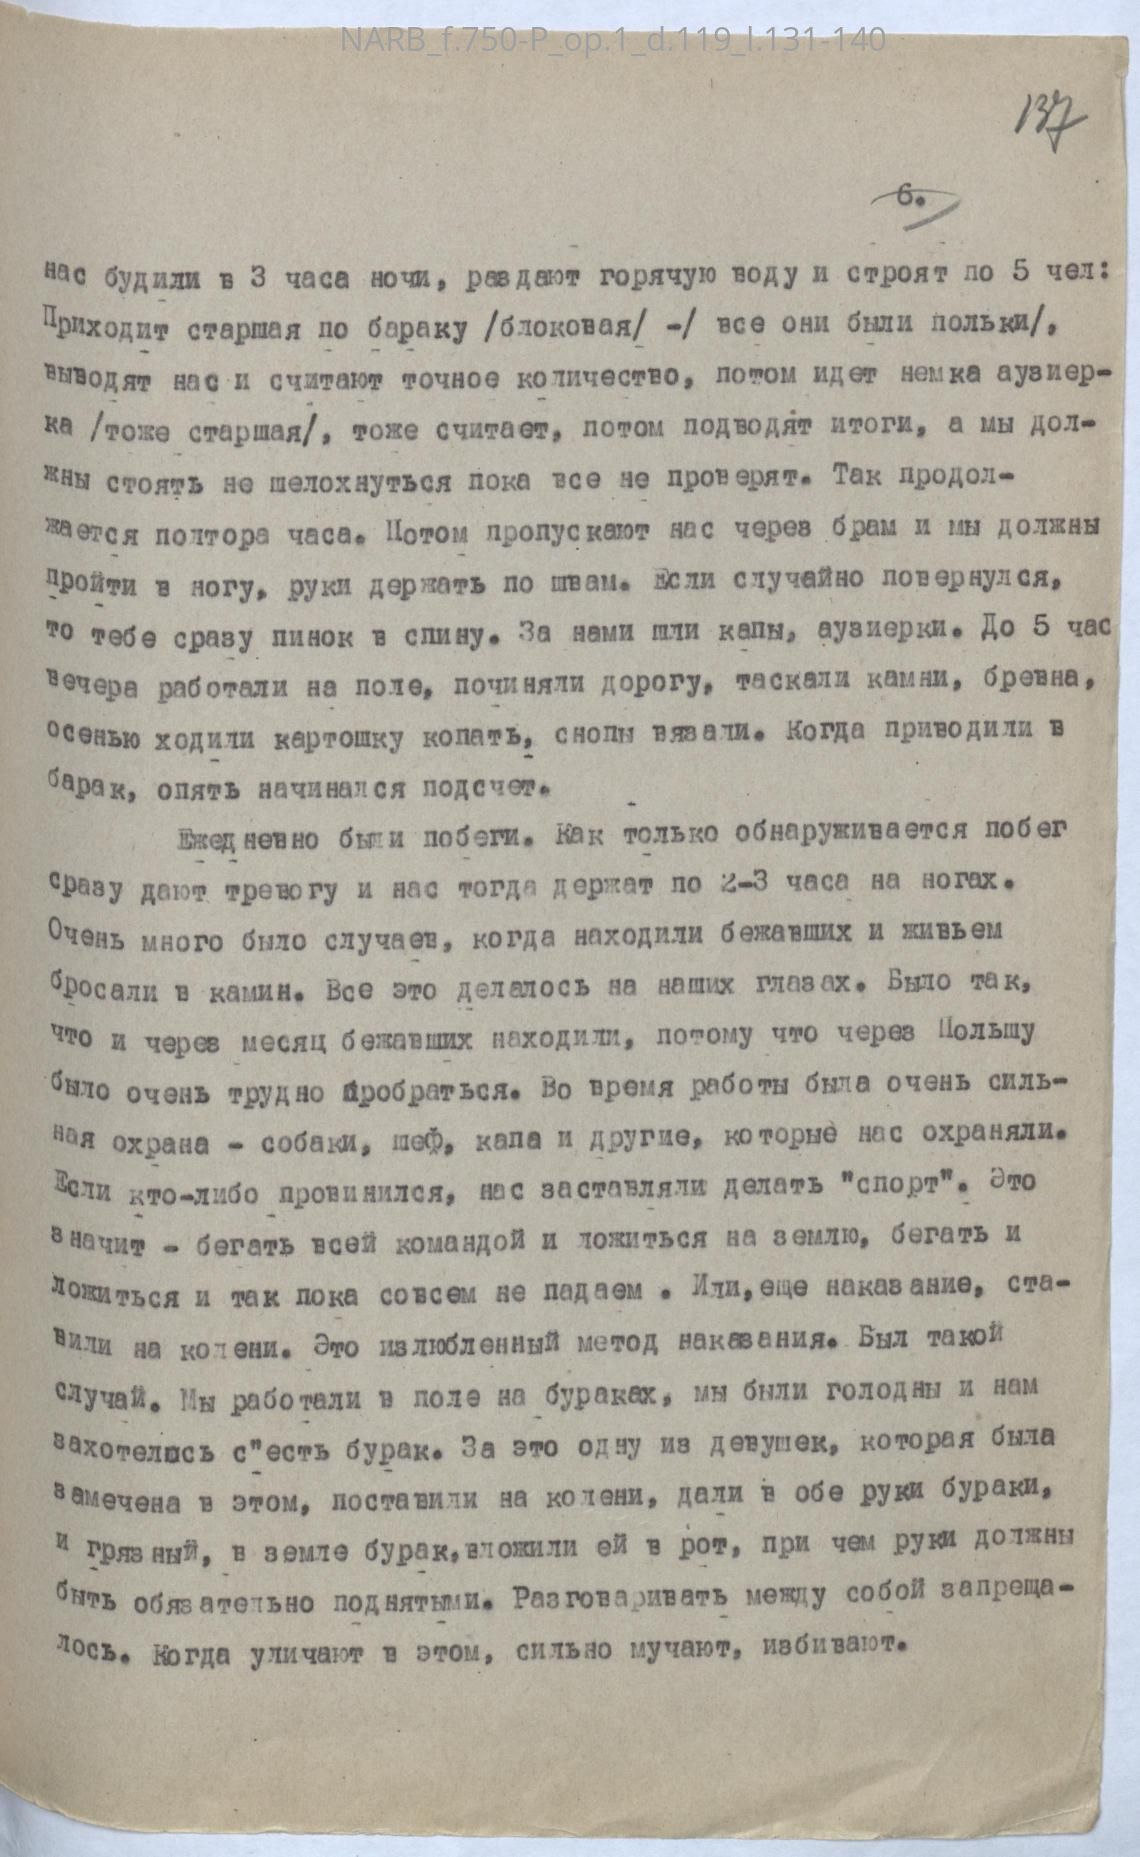 NARB_f.750-P_op.1_d.119_l.131-140
137
6.
нас будили в 3 часа ночи, раздают горячую воду и строят по 5 чел:
Приходит старшая по бараку /блоковая/ -/ все они были польки/,
выводят нас и считают точное количество, потом идет немка аузиер-
ка /тоже старшая/, тоже считает, потом подводят итоги, а мы дол-
жны стоять не шелохнуться пока все не проверят. Так продол-
жается полтора часа. Потом пропускают нас через брам и мы должны
пройти в ногу, руки держать по швам. Если случайно повернулся,
то тебе сразу пинок в спину. За нами шли капы, аузиерки. До 5 час
вечера работали на поле, починяли дорогу, таскали камни, бревна,
осенью ходили картошку копать, снопы вязали. Когда приводили в
барак, опять начинался подсчет.
Ежедневно были побеги. Как только обнаруживается побег
сразу дают тревогу и нас тогда держат по 2-3 часа на ногах.
Очень много было случаев, когда находили бежавших и живьем
бросали в камин. Все это делалось на наших глазах. Было так,
что и через месяц бежавших находили, потому что через Польшу
было очень трудно пробраться. Во время работы была очень силь-
ная охрана - собаки, шеф, капа и другие, которые нас охраняли.
Если кто-либо провинился, нас заставляли делать "спорт". Это
значит - бегать всей командой и ложиться на землю, бегать и
ложиться и так пока совсем не падаем . Или,еще наказание, ста-
вили на колени. Это излюбленный метод наказания. Был такой
случай. Мы работали в поле на бураках, мы были голодны и нам
захотелось с"есть бурак. За это одну из девушек, которая была
замечена в этом, поставили на колени, дали в обе руки бураки,
и грязный, в земле бурак,вложили ей в рот, при чем руки должны
быть обязательно поднятыми. Разговаривать между собой запреща-
лось. Когда уличают в этом, сильно мучают, избивают.